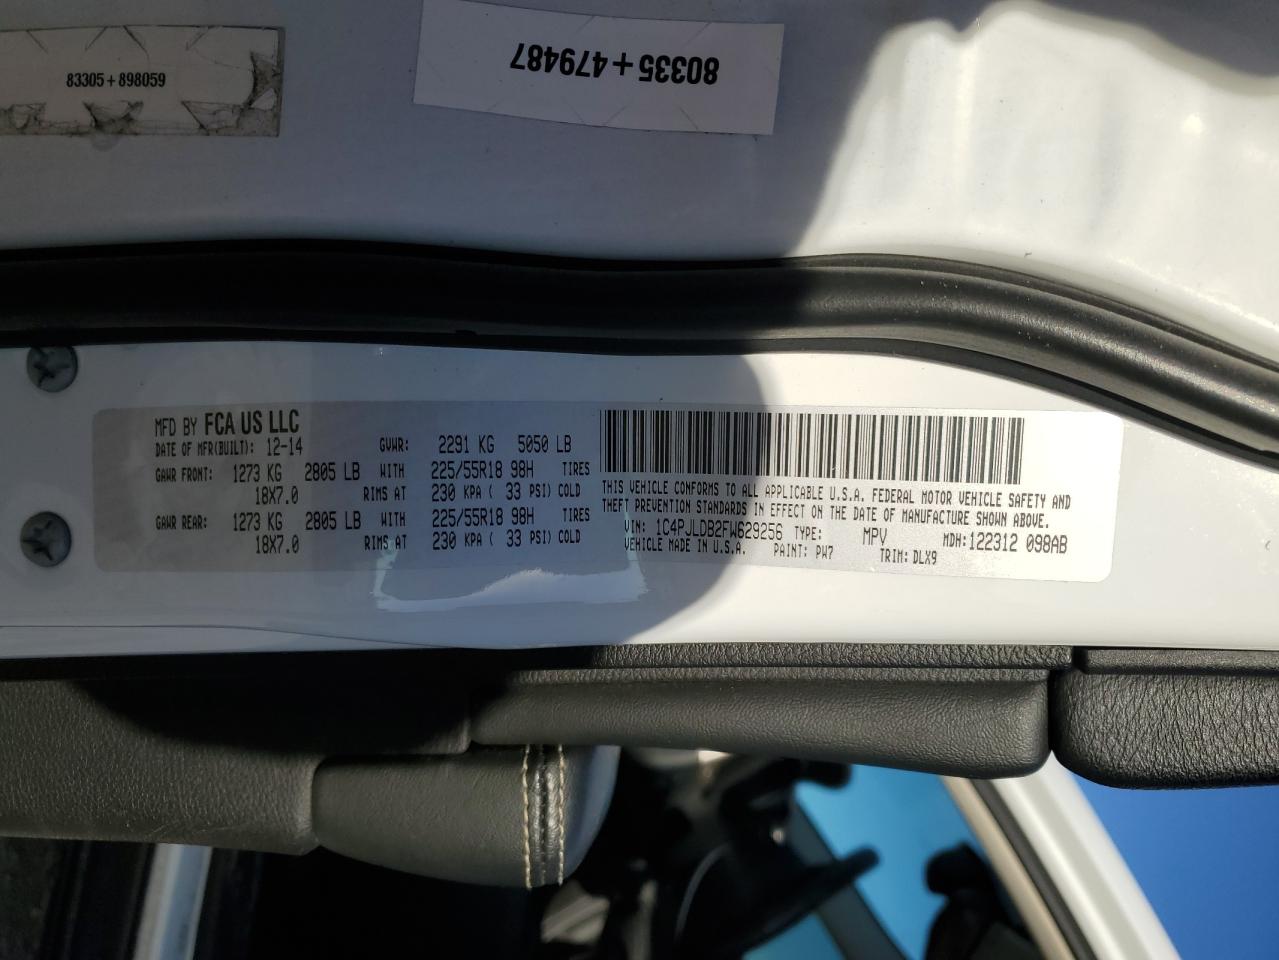 83305+898059
80335+479487
MFD BY FCA US LLC
DATE OF MFR(BUILT): 12-14 GVWR: 2291 KG 5050 LB
GAWR FRONT: 1273 KG 2805 LB WITH 225/55R18 98H TIRES
18X7.0 RIMS AT 230 KPA ( 33 PSI) COLD
GAWR REAR: 1273 KG 2805 LB WITH 225/55R18 98H TIRES
18X7.0 RIMS AT 230 KPA ( 33 PSI) COLD
THIS VEHICLE CONFORMS TO ALL APPLICABLE U.S.A. FEDERAL MOTOR VEHICLE SAFETY AND
THEFT PREVENTION STANDARDS IN EFFECT ON THE DATE OF MANUFACTURE SHOWN ABOVE.
VIN: 1C4PJLDB2FW629256 TYPE: MPV MDH: 122312 098AB
VEHICLE MADE IN U.S.A. PAINT: PW7 TRIM: DLX9